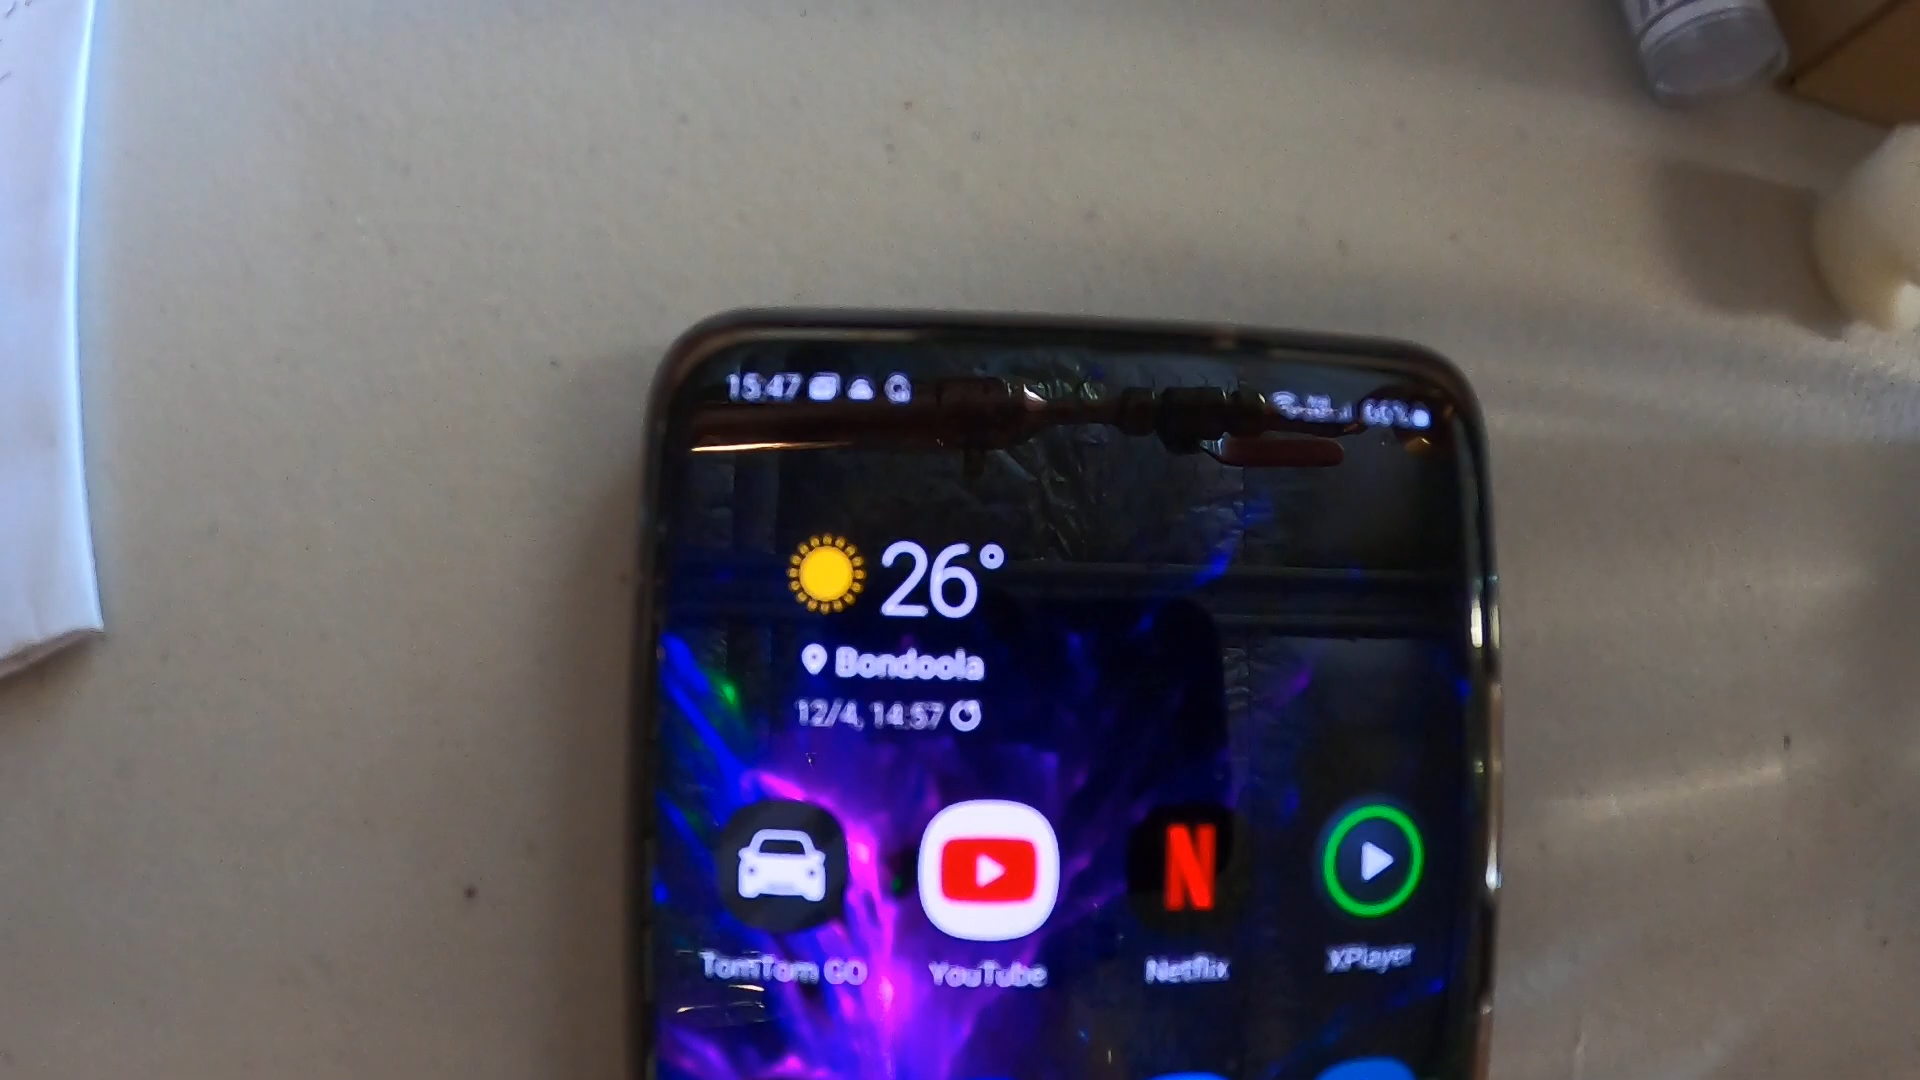 15:47
26°
Bondoola
12/4, 14:57
TomTom GO
YouTube
N
Netflix
XPlayer